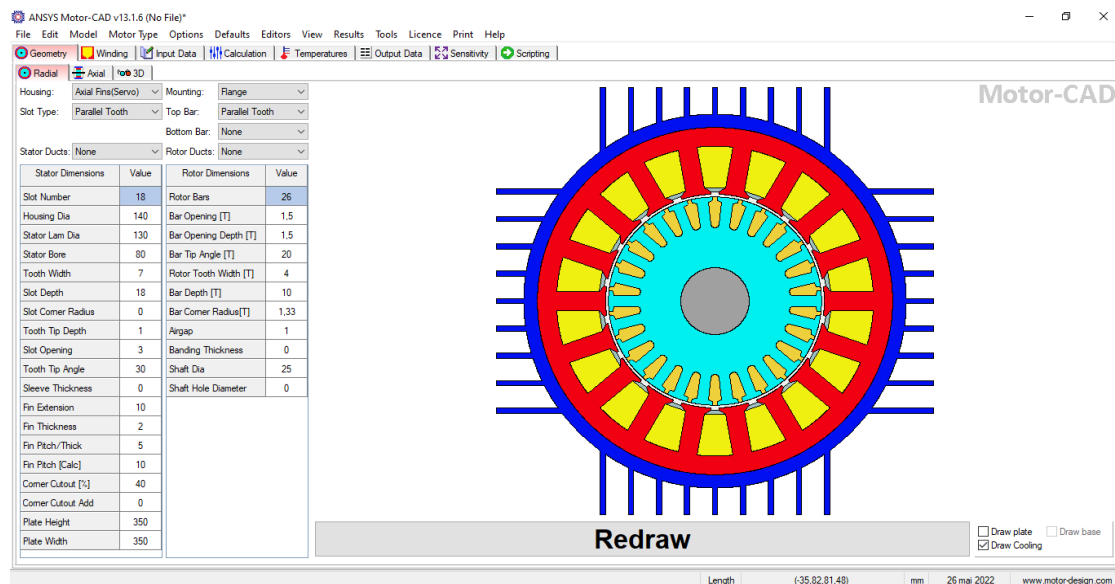 ANSYS Motor-CAD v13.1.6 (No File)*
File Edit Model Motor Type Options Defaults Editors View Results Tools Licence Print Help
Geometry Winding Input Data Calculation Temperatures Output Data Sensitivity Scripting
Radial Axial 3D
Housing: Axial Fins(Servo) Mounting: Flange
Slot Type: Parallel Tooth Top Bar: Parallel Tooth
Bottom Bar: None
Stator Ducts: None Rotor Ducts: None
Motor-CAD
Stator Dimensions Value Rotor Dimensions Value
Slot Number 18 Rotor Bars 26
Housing Dia 140 Bar Opening [T] 1,5
Stator Lam Dia 130 Bar Opening Depth [T] 1,5
Stator Bore 80 Bar Tip Angle [T] 20
Tooth Width 7 Rotor Tooth Width [T] 4
Slot Depth 18 Bar Depth [T] 10
Slot Corner Radius 0 Bar Corner Radius[T] 1,33
Tooth Tip Depth 1 Airgap 1
Slot Opening 3 Banding Thickness 0
Tooth Tip Angle 30 Shaft Dia 25
Sleeve Thickness 0 Shaft Hole Diameter 0
Fin Extension 10
Fin Thickness 2
Fin Pitch/Thick 5
Fin Pitch [Calc] 10
Corner Cutout [%] 40
Corner Cutout Add 0
Plate Height 350
Plate Width 350
Redraw
Draw plate Draw base
Draw Cooling
Length (-35,82,81,48) mm 26 mai 2022 www.motor-design.com